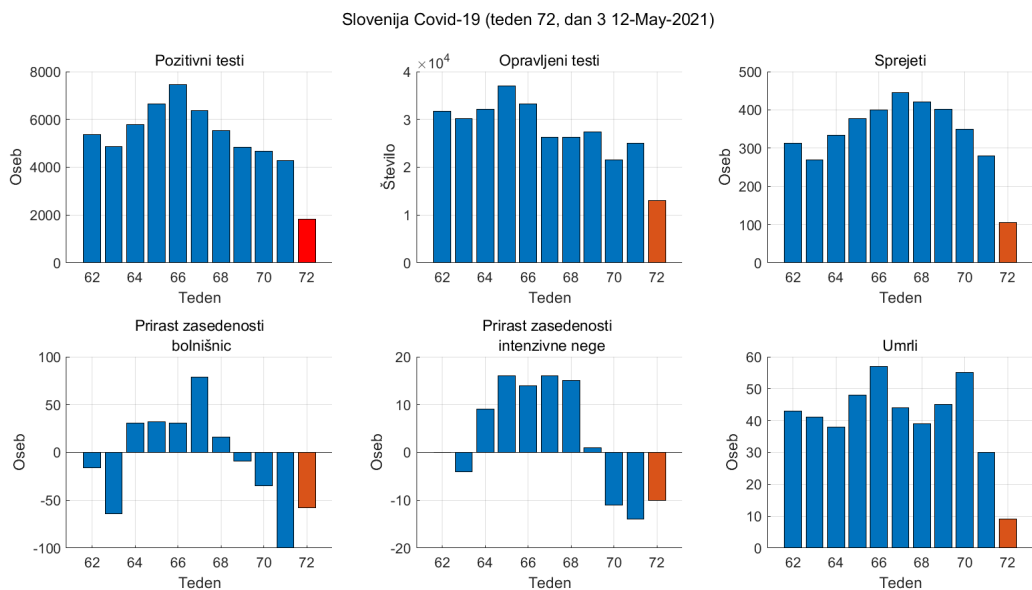 Slovenija Covid-19 (teden 72, dan 3 12-May-2021)
Pozitivni testi
8000
6000
4000
2000
0
Oseb
62 64 66 68 70 72
Teden
Opravljeni testi
×10⁴
4
3
2
1
0
Število
62 64 66 68 70 72
Teden
Sprejeti
500
400
300
200
100
0
Oseb
62 64 66 68 70 72
Teden
Prirast zasedenosti
bolnišnic
100
50
0
-50
-100
Oseb
62 64 66 68 70 72
Teden
Prirast zasedenosti
intenzivne nege
20
10
0
-10
-20
Oseb
62 64 66 68 70 72
Teden
Umrli
60
50
40
30
20
10
0
Oseb
62 64 66 68 70 72
Teden